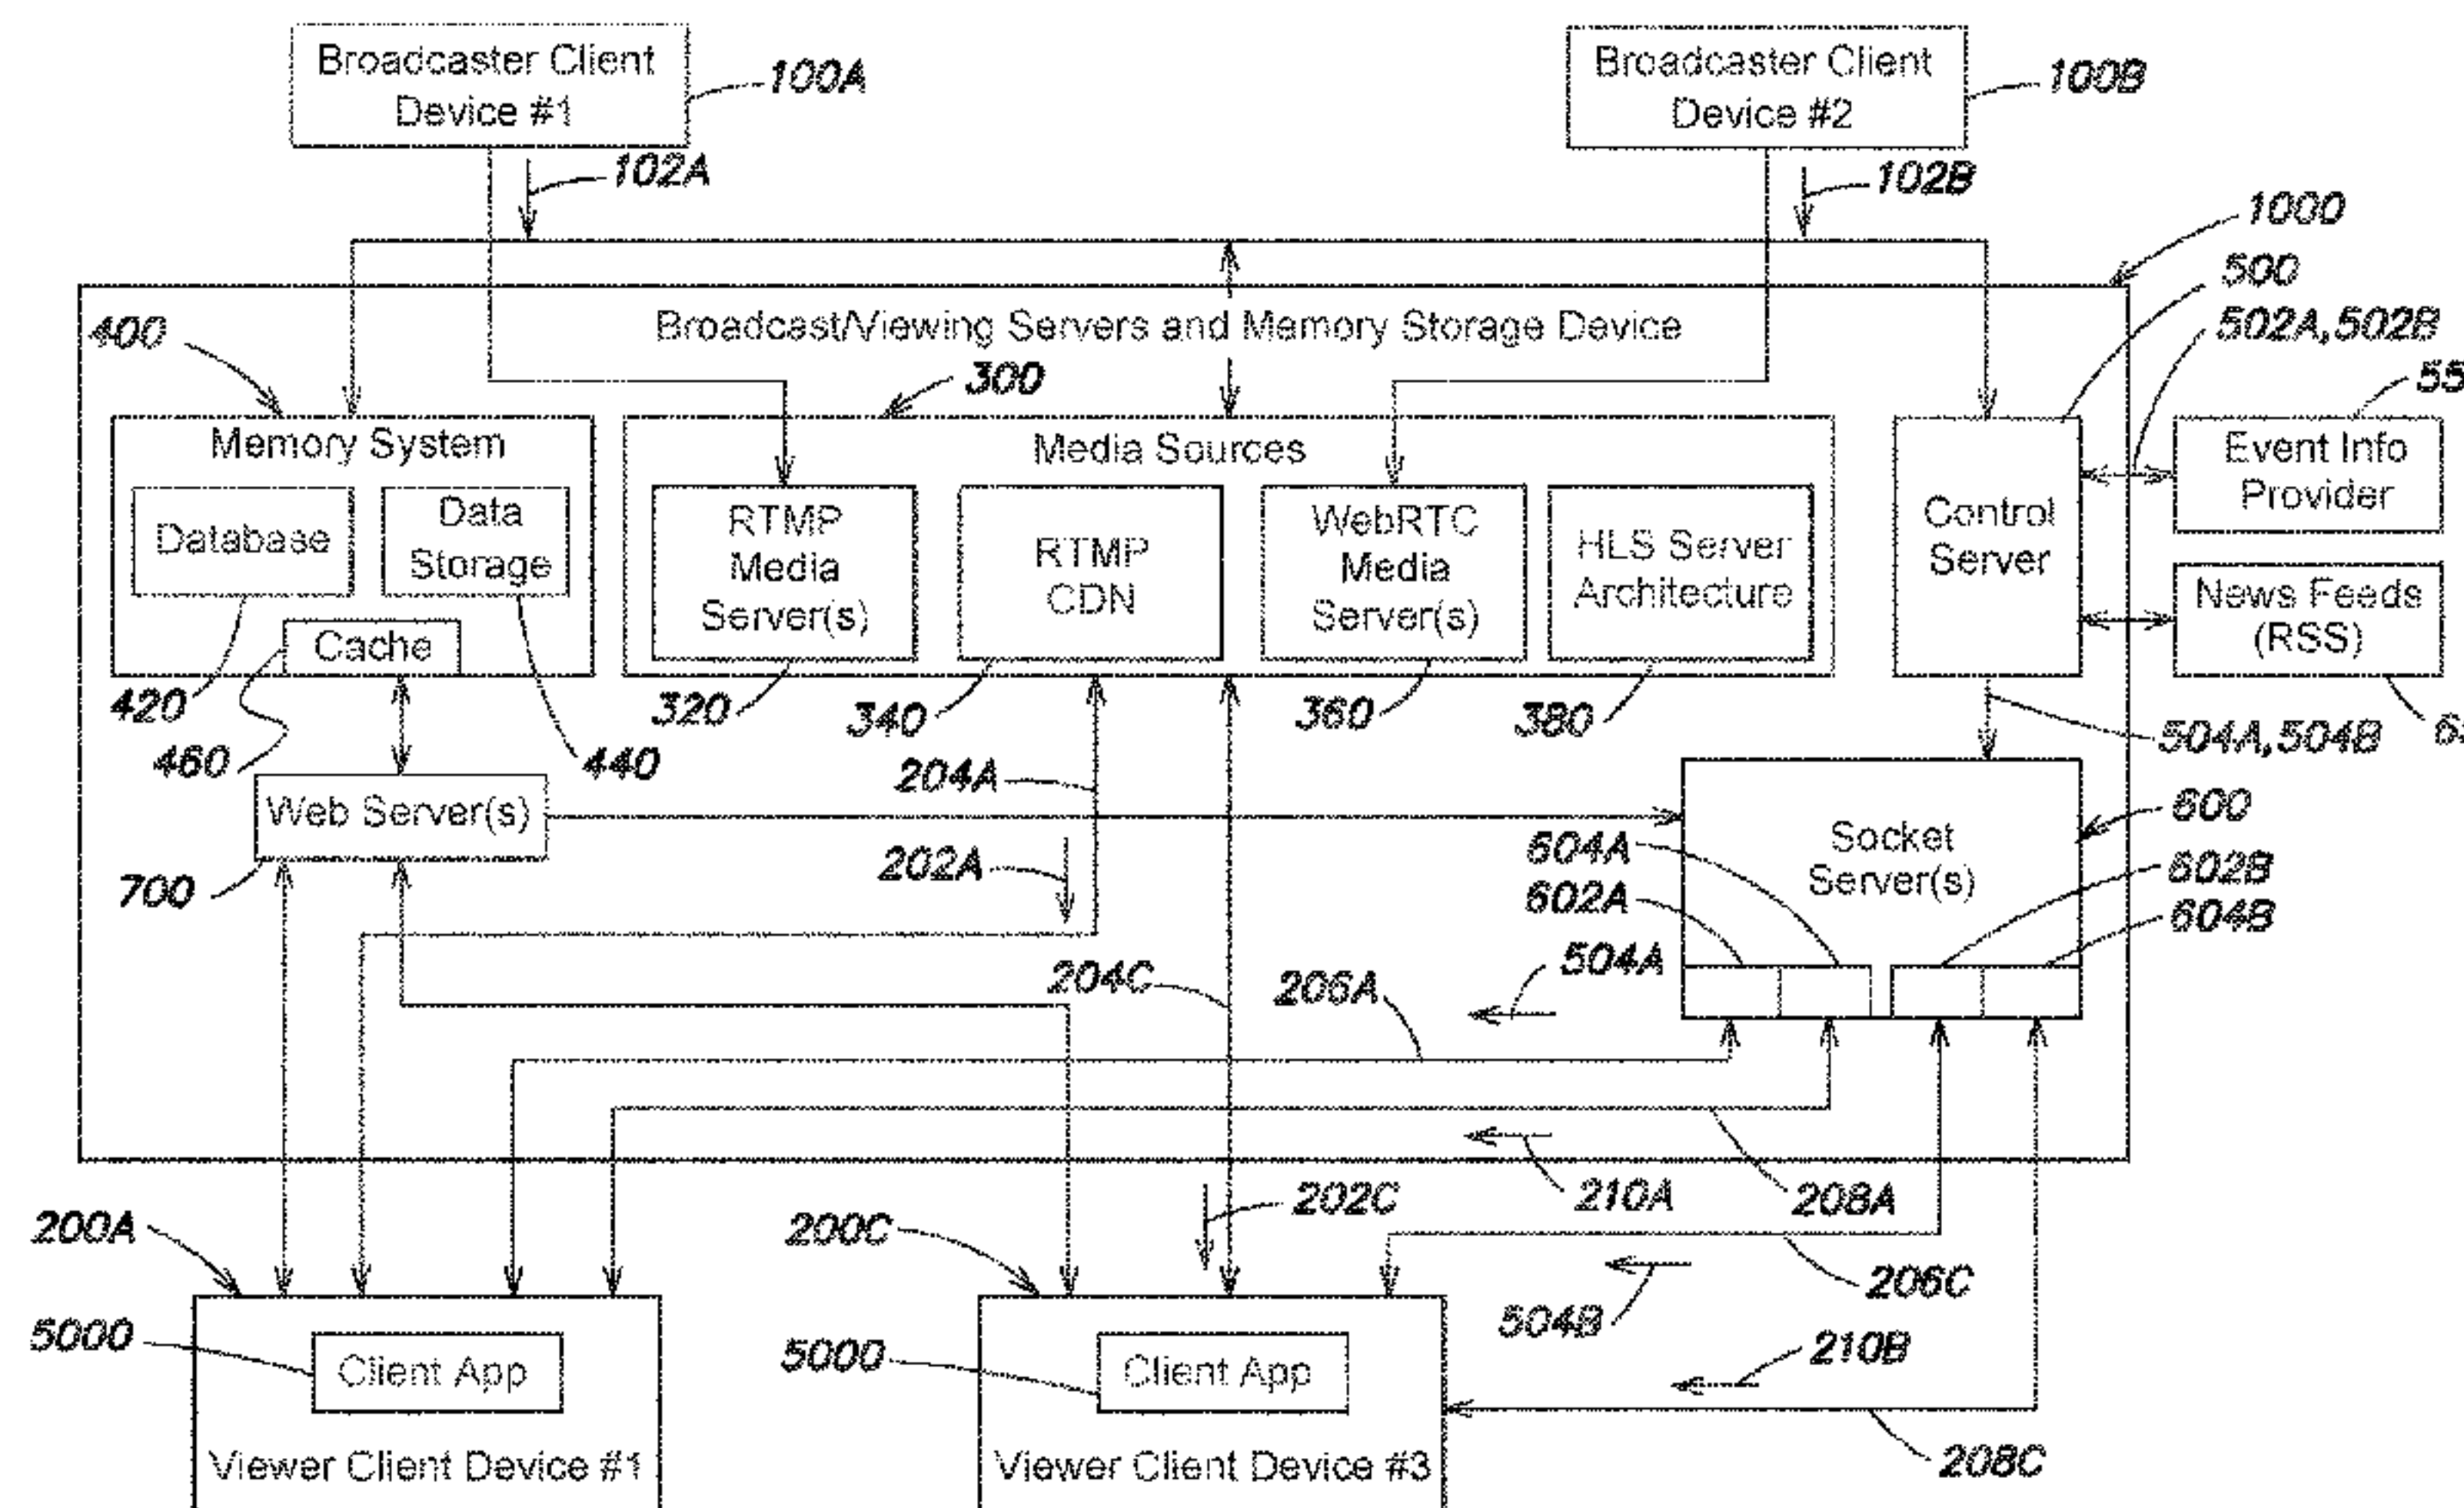 Broadcaster Client
Device #1
100A
Broadcaster Client
Device #2
100B
102A
102B
1000
500
502A,502B
400
Broadcast/Viewing Servers and Memory Storage Device
300
55
Memory System
Media Sources
Event Info
Provider
Database
Data
Storage
RTMP
Media
Server(s)
RTMP
CDN
WebRTC
Media
Server(s)
HLS Server
Architecture
Control
Server
News Feeds
(RSS)
Cache
420
460
440
320
340
360
380
504A,504B
Web Server(s)
700
204A
202A
204C
Socket
Server(s)
600
604A
602A
602B
604B
504A
206A
210A
208A
202C
200A
200C
206C
504B
5000
Client App
Viewer Client Device #1
5000
Client App
Viewer Client Device #3
210B
208C